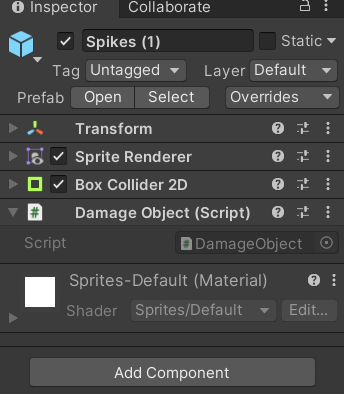 Inspector Collaborate
Spikes (1) Static
Tag Untagged Layer Default
Prefab Open Select Overrides
Transform
Sprite Renderer
Box Collider 2D
# Damage Object (Script)
Script # DamageObject
Sprites-Default (Material)
Shader Sprites/Default Edit...
Add Component